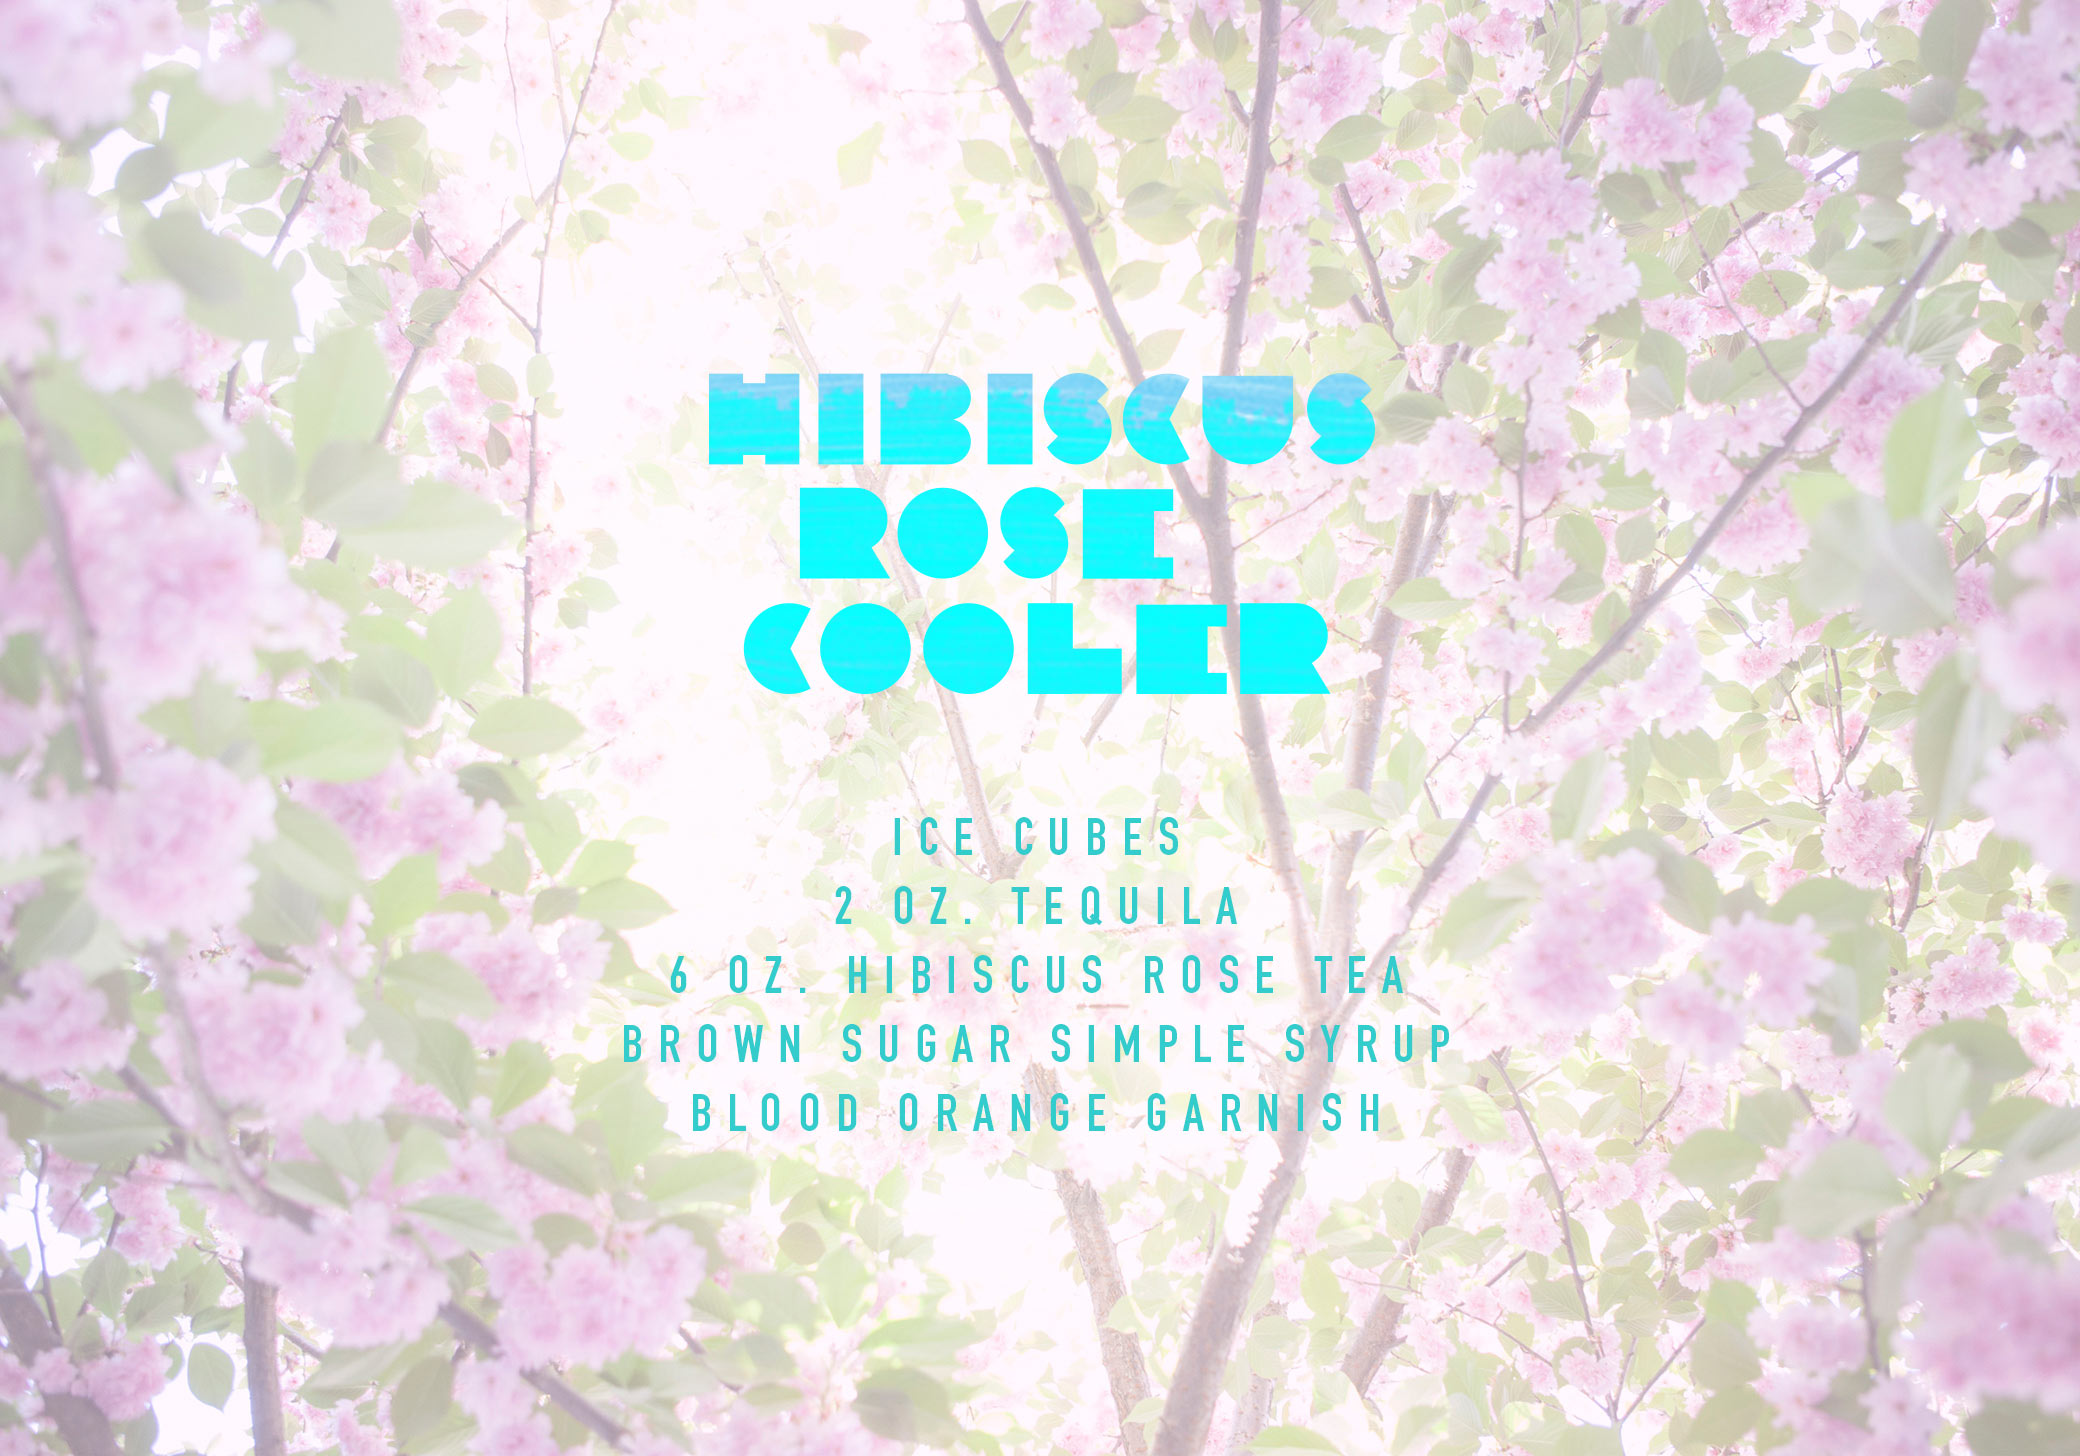 HIBISCUS
ROSE
COOLER
ICE CUBES
2 OZ. TEQUILA
6 OZ. HIBISCUS ROSE TEA
BROWN SUGAR SIMPLE SYRUP
BLOOD ORANGE GARNISH